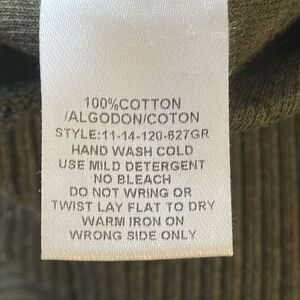 100%COTTON
/ALGODON/COTON
STYLE:11-14-120-627GR
HAND WASH COLD
USE MILD DETERGENT
NO BLEACH
DO NOT WRING OR
TWIST LAY FLAT TO DRY
WARM IRON ON
WRONG SIDE ONLY